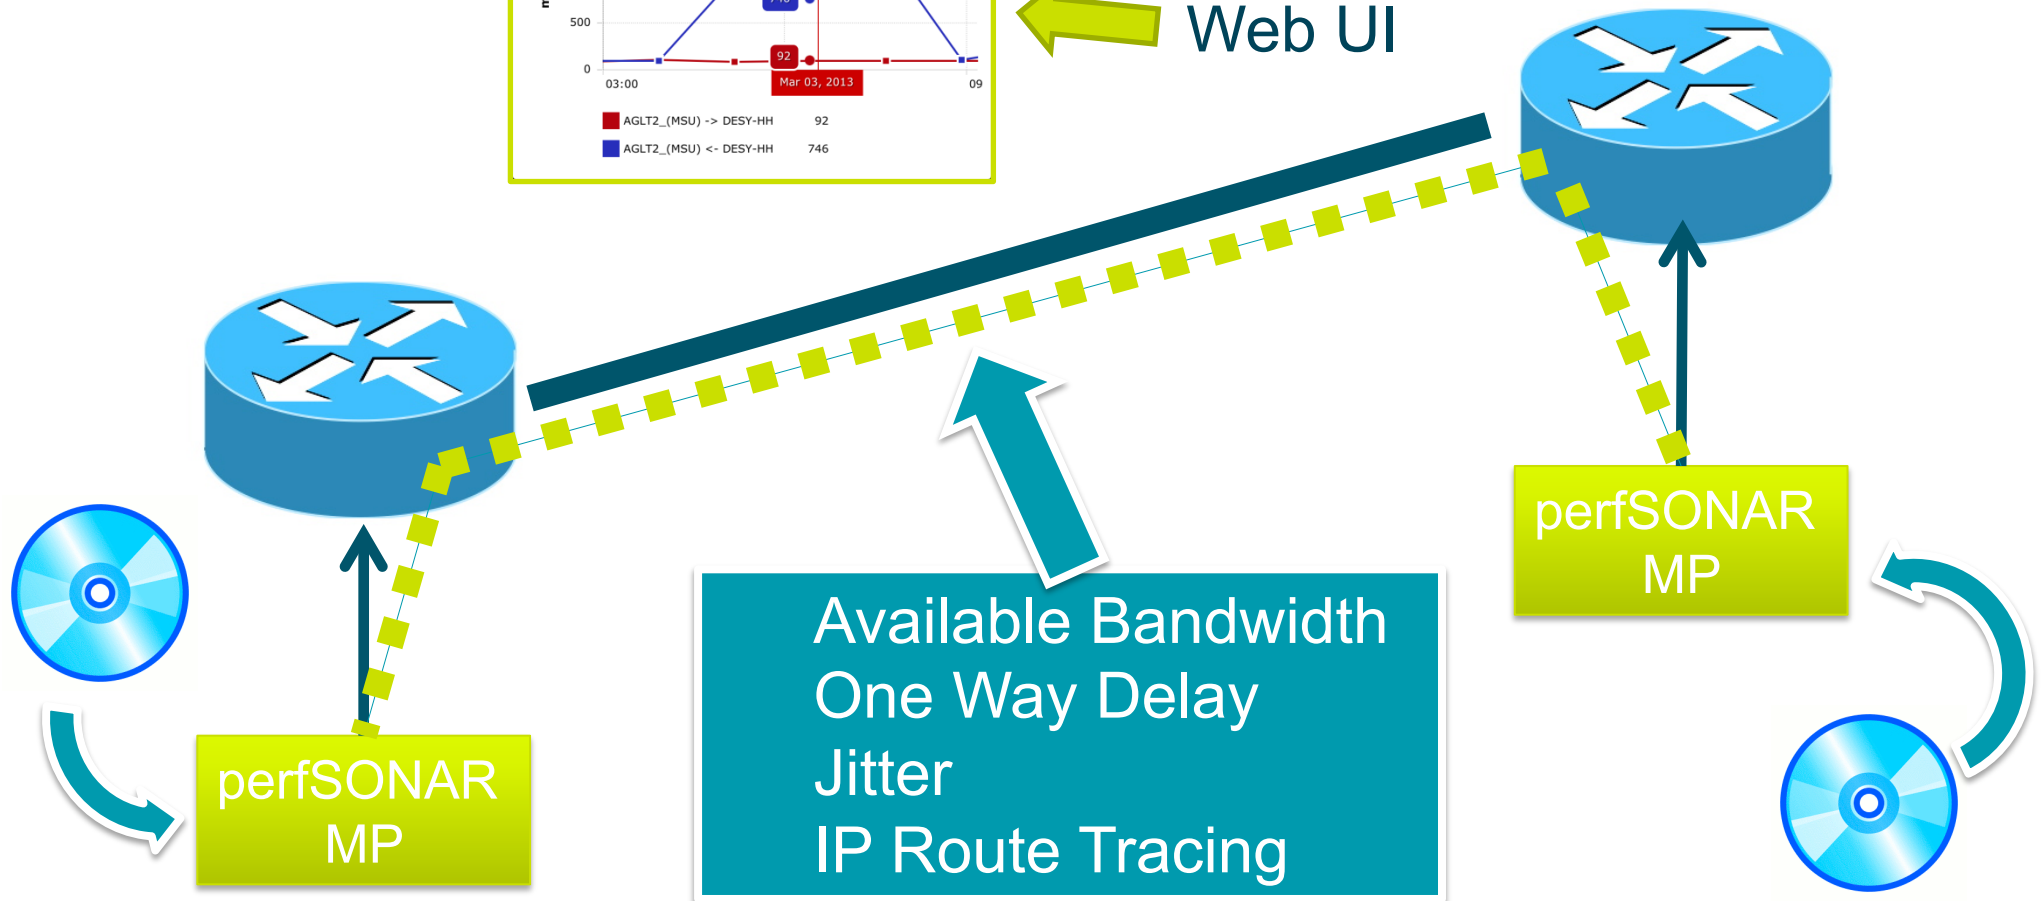 500
92
0
03:00
Mar 03, 2013
09
AGLT2_(MSU) -> DESY-HH 92
AGLT2_(MSU) <- DESY-HH 746
Web UI
perfSONAR
MP
Available Bandwidth
One Way Delay
Jitter
IP Route Tracing
perfSONAR
MP